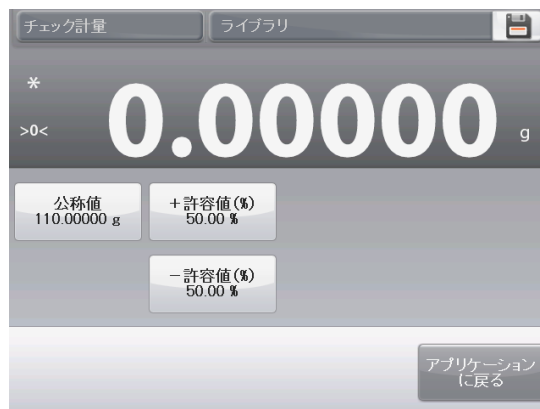 チェック計量
ライブラリ
*
>0<
0.00000 g
公称値
110.00000 g
+許容値(%)
50.00 %
-許容値(%)
50.00 %
アプリケーション
に戻る